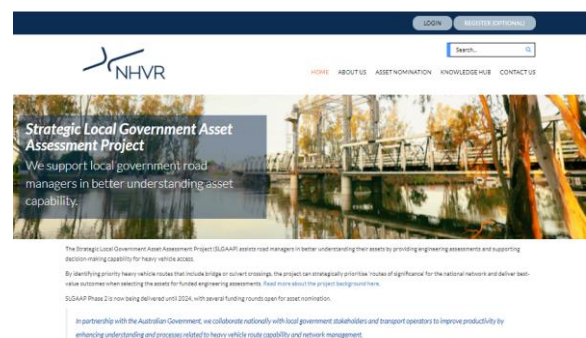 LOGIN REGISTER (OPTIONAL)
Search...
NHVR
HOME ABOUT US ASSET NOMINATION KNOWLEDGE HUB CONTACT US
Strategic Local Government Asset
Assessment Project
We support local government road
managers in better understanding asset
capability.
The Strategic Local Government Asset Assessment Project (SLGAAP) assists road managers in better understanding their assets by providing engineering assessments and supporting
decision-making capability for heavy vehicle access.
By identifying priority heavy vehicle routes that include bridge or culvert crossings, the project can strategically prioritise 'routes of significance' for the national network and deliver best-
value outcomes when selecting the assets for funded engineering assessments. Read more about the project background here.
SLGAAP Phase 2 is now being delivered until 2024, with several funding rounds open for asset nomination.
In partnership with the Australian Government, we collaborate nationally with local government stakeholders and transport operators to improve productivity by
enhancing understanding and processes related to heavy vehicle route capability and network management.